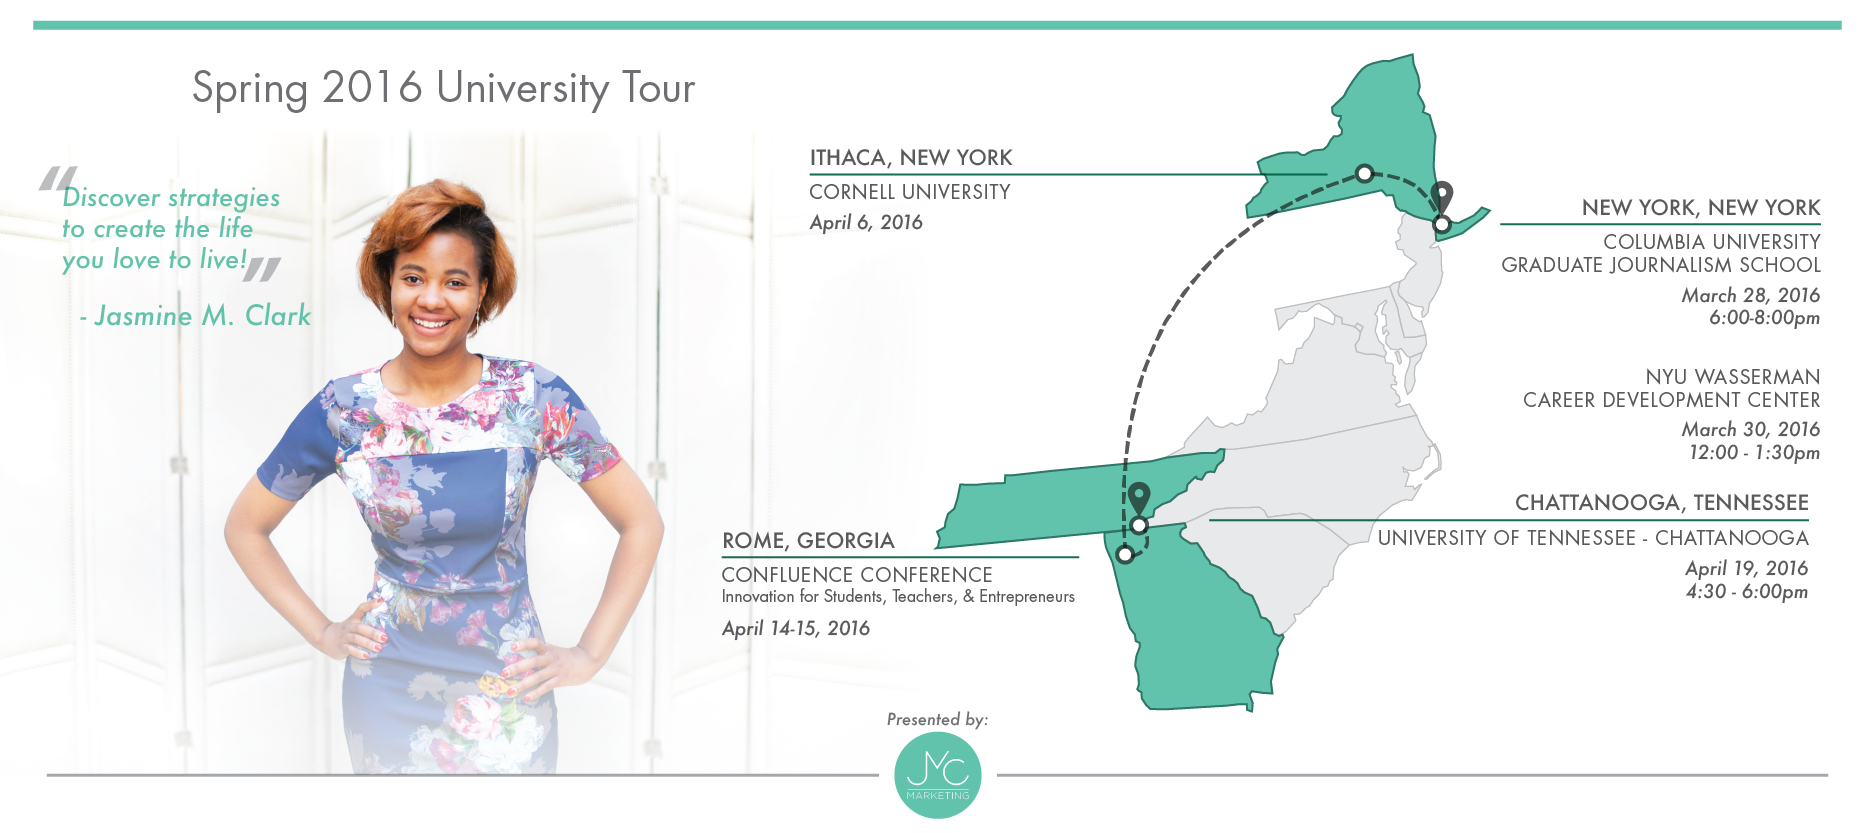 Spring 2016 University Tour
“Discover strategies
to create the life
you love to live!”
- Jasmine M. Clark
ITHACA, NEW YORK
CORNELL UNIVERSITY
April 6, 2016
NEW YORK, NEW YORK
COLUMBIA UNIVERSITY
GRADUATE JOURNALISM SCHOOL
March 28, 2016
6:00-8:00pm
NYU WASSERMAN
CAREER DEVELOPMENT CENTER
March 30, 2016
12:00 - 1:30pm
CHATTANOOGA, TENNESSEE
UNIVERSITY OF TENNESSEE - CHATTANOOGA
April 19, 2016
4:30 - 6:00pm
ROME, GEORGIA
CONFLUENCE CONFERENCE
Innovation for Students, Teachers, & Entrepreneurs
April 14-15, 2016
Presented by:
JMC
MARKETING